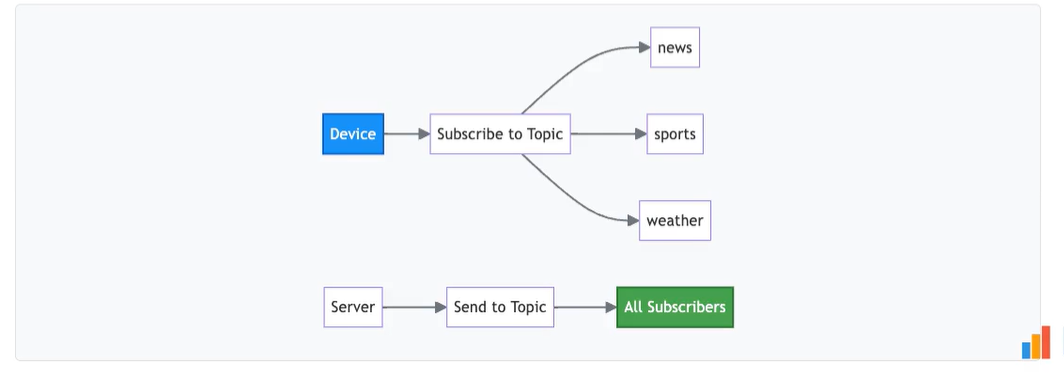 news
Device
Subscribe to Topic
sports
weather
Server
Send to Topic
All Subscribers